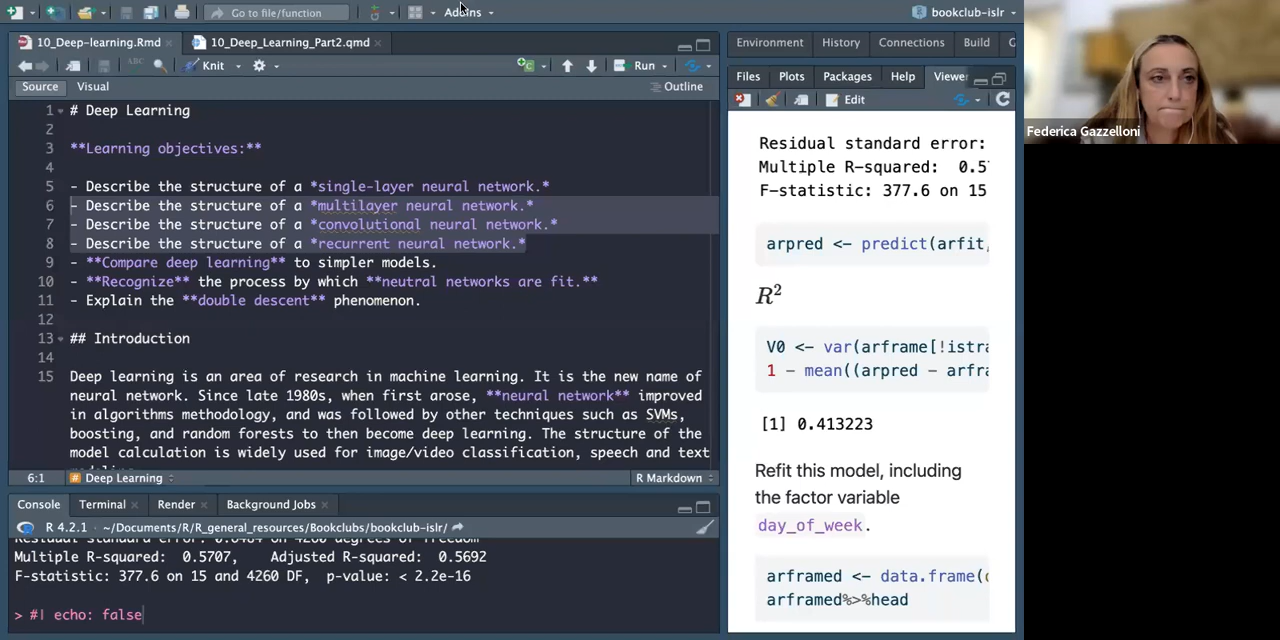 Go to file/function
Addins
bookclub-islr
10_Deep-learning.Rmd
10_Deep_Learning_Part2.qmd
ABC
Knit
Run
Source
Visual
Outline
1 # Deep Learning
2
3 **Learning objectives:**
4
5 - Describe the structure of a *single-layer neural network.*
6 - Describe the structure of a *multilayer neural network.*
7 - Describe the structure of a *convolutional neural network.*
8 - Describe the structure of a *recurrent neural network.*
9 - **Compare deep learning** to simpler models.
10 - **Recognize** the process by which **neutral networks are fit.**
11 - Explain the **double descent** phenomenon.
12
13 ## Introduction
14
15 Deep learning is an area of research in machine learning. It is the new name of
neural network. Since late 1980s, when first arose, **neural network** improved
in algorithms methodology, and was followed by other techniques such as SVMs,
boosting, and random forests to then become deep learning. The structure of the
model calculation is widely used for image/video classification, speech and text
6:1
# Deep Learning
R Markdown
Console
Terminal
Render
Background Jobs
R 4.2.1 · ~/Documents/R/R_general_resources/Bookclubs/bookclub-islr/
Multiple R-squared:  0.5707,    Adjusted R-squared:  0.5692
F-statistic: 377.6 on 15 and 4260 DF,  p-value: < 2.2e-16
> #| echo: false
Environment
History
Connections
Build
G
Files
Plots
Packages
Help
Viewe
Edit
Residual standard error:
Multiple R-squared:  0.57
F-statistic: 377.6 on 15
arpred <- predict(arfit,
R²
V0 <- var(arframe[!istra
1 - mean((arpred - arfra
[1] 0.413223
Refit this model, including
the factor variable
day_of_week.
arframed <- data.frame(
arframed%>%head
Federica Gazzelloni